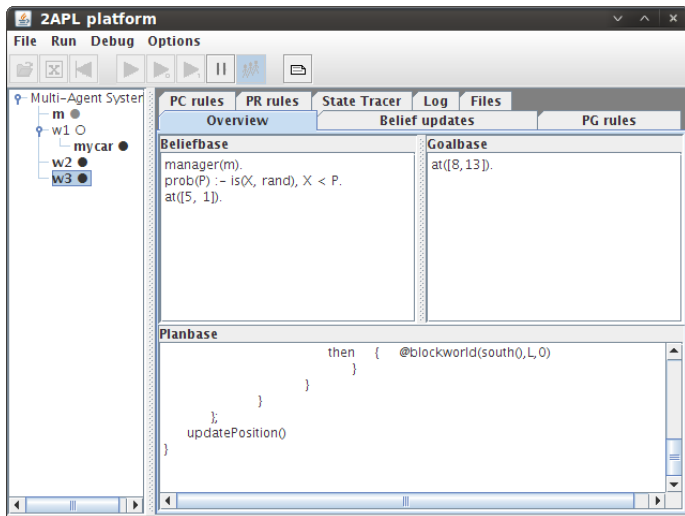 2APL platform
File Run Debug Options
Multi-Agent System
m
w1
mycar
w2
w3
PC rules PR rules State Tracer Log Files
Overview Belief updates PG rules
Beliefbase
manager(m).
prob(P) :- is(X, rand), X < P.
at([5, 1]).
Goalbase
at([8,13]).
Planbase
then { @blockworld(south(),L,0)
}
}
}
};
updatePosition()
}